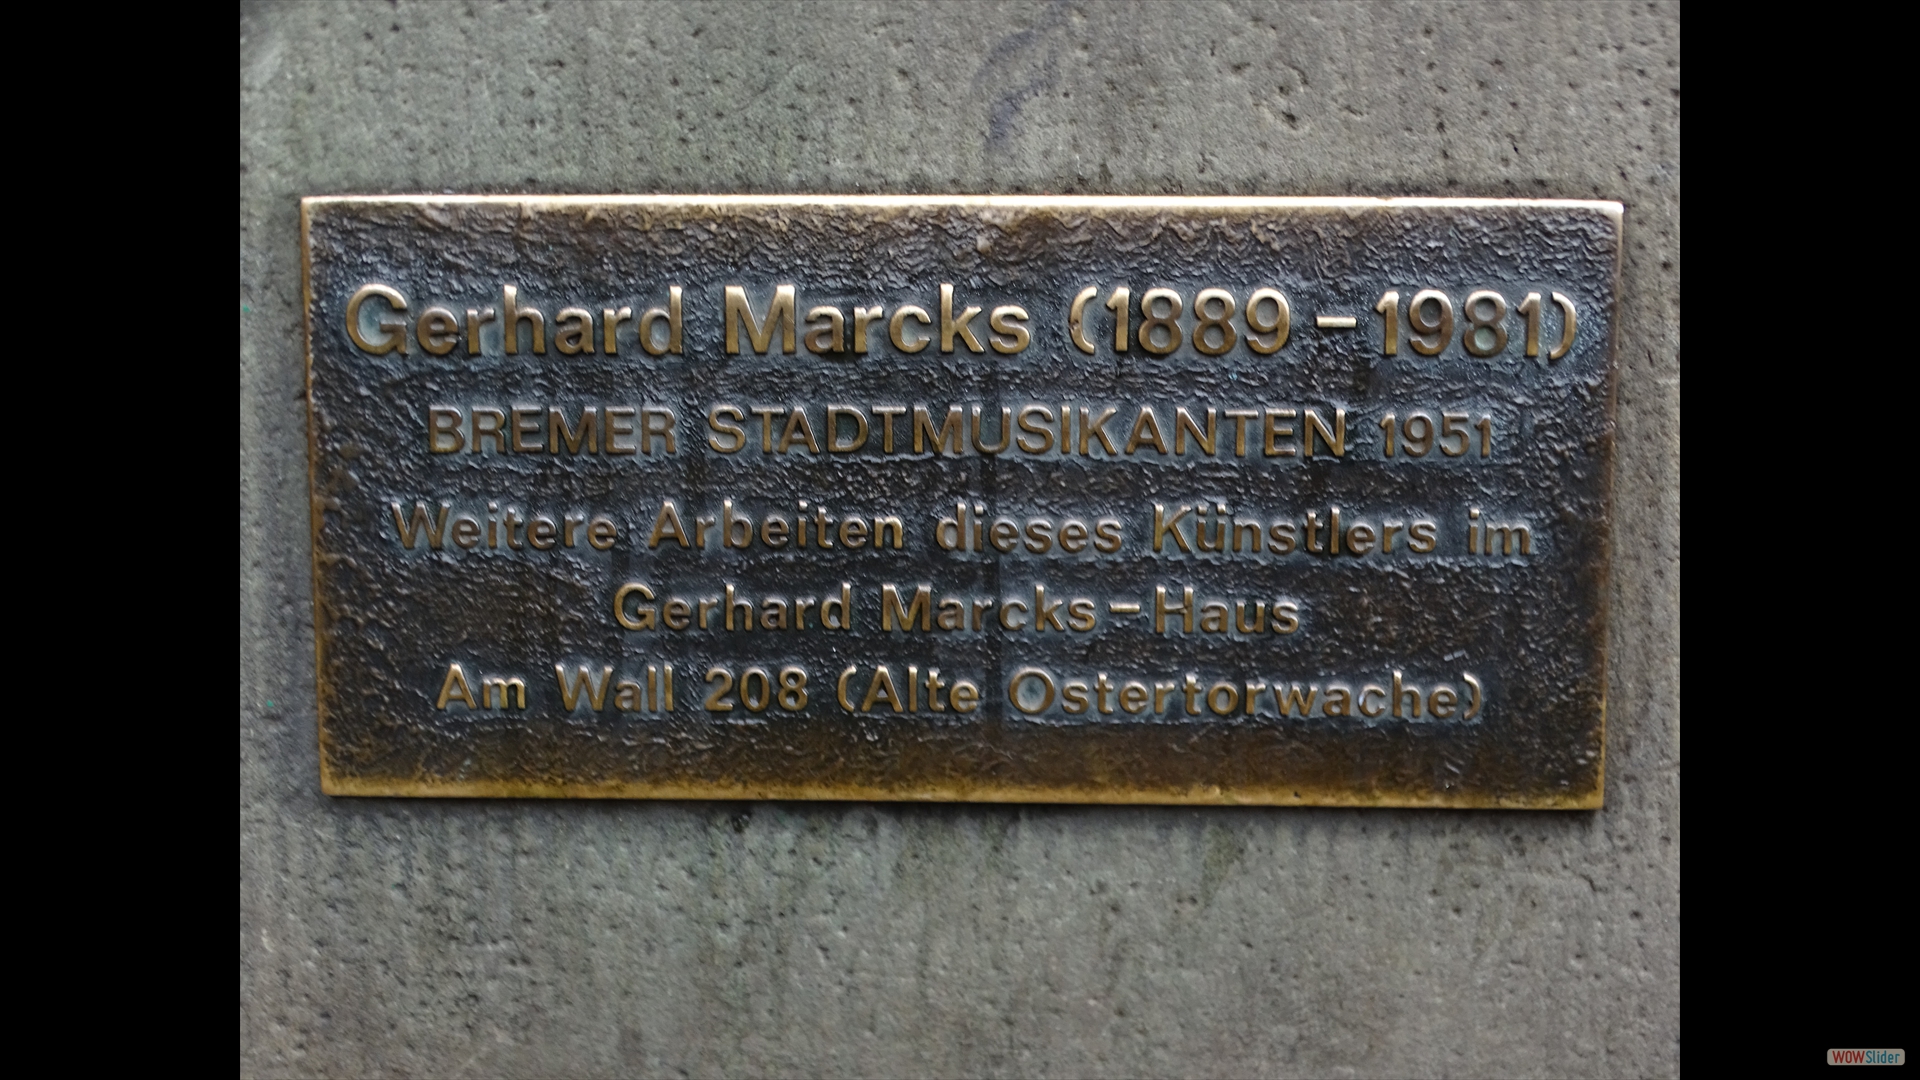 Gerhard Marcks (1889-1981)
BREMER STADTMUSIKANTEN 1951
Weitere Arbeiten dieses Künstlers im
Gerhard Marcks-Haus
Am Wall 208 (Alte Ostertorwache)
WOWSlider